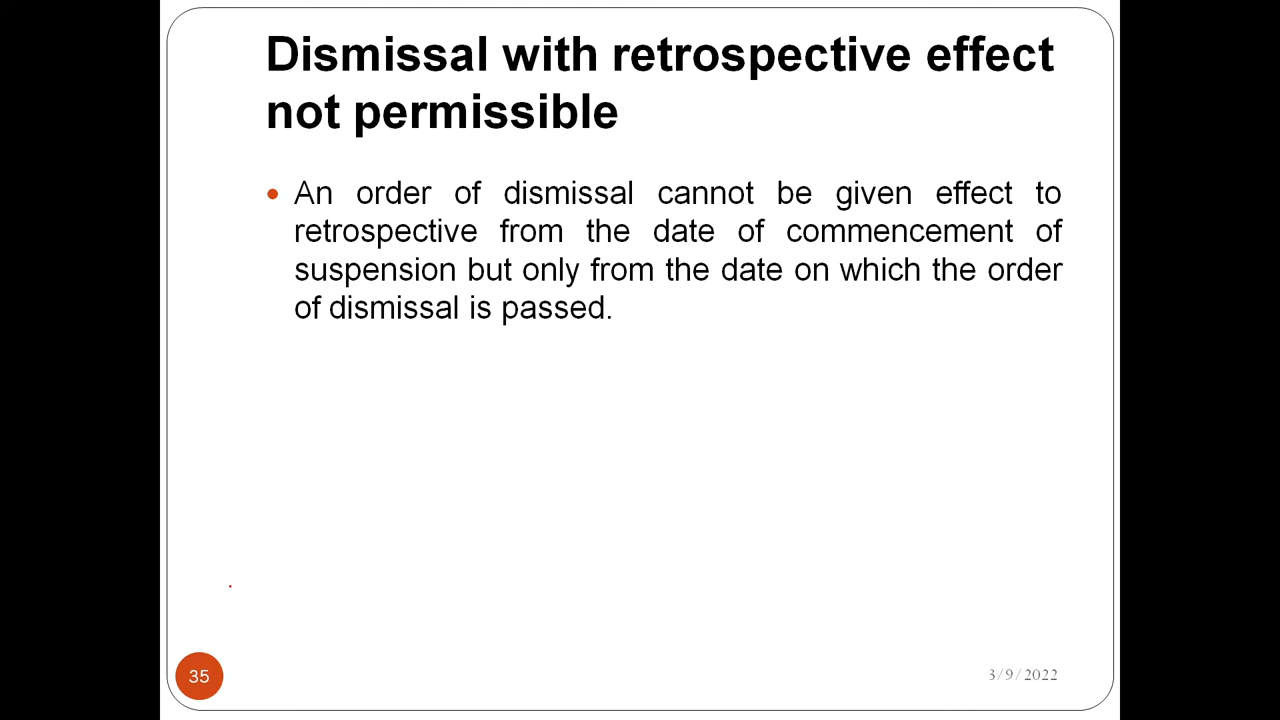 Dismissal with retrospective effect
not permissible
• An order of dismissal cannot be given effect to
retrospective from the date of commencement of
suspension but only from the date on which the order
of dismissal is passed.
35
3/9/2022